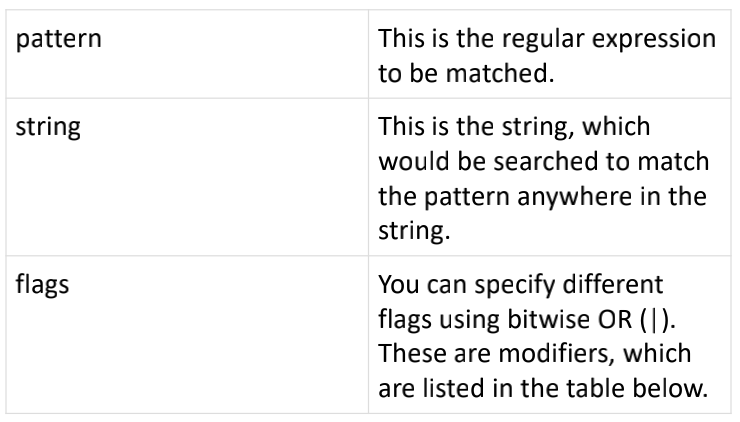 pattern
This is the regular expression
to be matched.
string
This is the string, which
would be searched to match
the pattern anywhere in the
string.
flags
You can specify different
flags using bitwise OR (|).
These are modifiers, which
are listed in the table below.